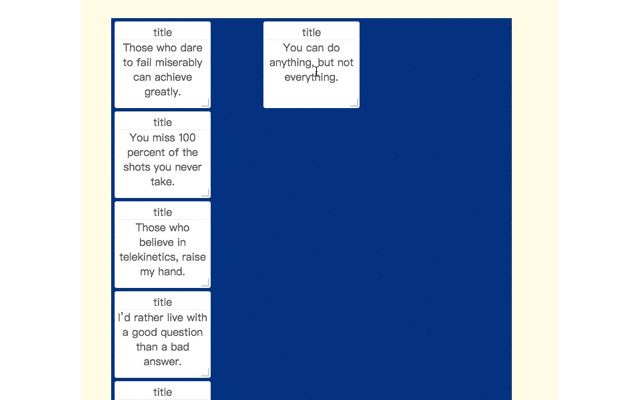 title
Those who dare
to fail miserably
can achieve
greatly.
title
You can do
anything, but not
everything.
title
You miss 100
percent of the
shots you never
take.
title
Those who
believe in
telekinetics, raise
my hand.
title
I'd rather live with
a good question
than a bad
answer.
title